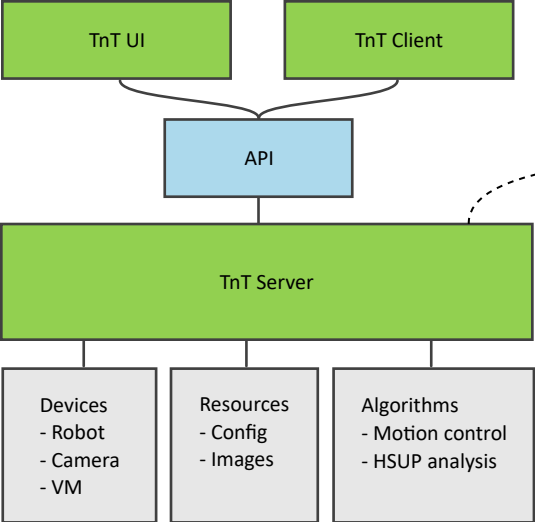 TnT UI
TnT Client
API
TnT Server
Devices
- Robot
- Camera
- VM
Resources
- Config
- Images
Algorithms
- Motion control
- HSUP analysis